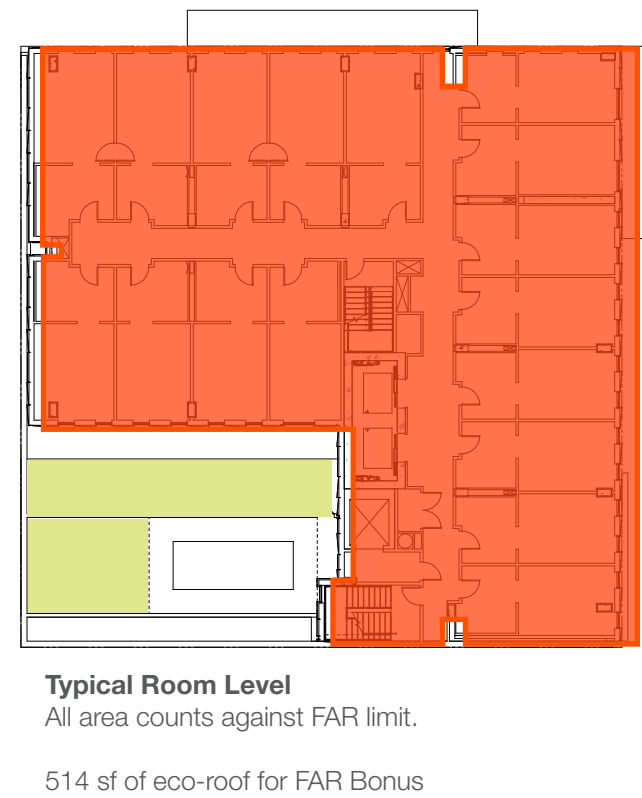 Typical Room Level
All area counts against FAR limit.
514 sf of eco-roof for FAR Bonus